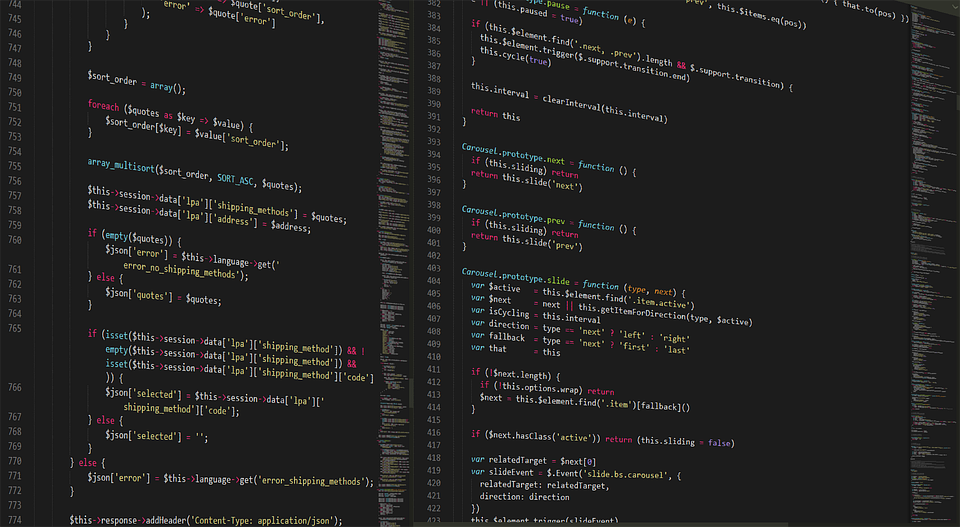 744
745
746
747
748
749
750
751
752
753
754
755
756
757
758
759
760
761
762
763
764
765
766
767
768
769
770
771
772
773
774
error' => $quote['sort_order'],
$quote['error']
);
}
}
}
$sort_order = array();
foreach ($quotes as $key => $value) {
$sort_order[$key] = $value['sort_order'];
}
array_multisort($sort_order, SORT_ASC, $quotes);
$this->session->data['lpa']['shipping_methods'] = $quotes;
$this->session->data['lpa']['address'] = $address;
if (empty($quotes)) {
$json['error'] = $this->language->get('
error_no_shipping_methods');
} else {
$json['quotes'] = $quotes;
}
if (isset($this->session->data['lpa']['shipping_method']) && !
empty($this->session->data['lpa']['shipping_method']) &&
isset($this->session->data['lpa']['shipping_method']['code']
)) {
$json['selected'] = $this->session->data['lpa']['
shipping_method']['code'];
} else {
$json['selected'] = '';
}
} else {
$json['error'] = $this->language->get('error_shipping_methods');
}
$this->response->addHeader('Content-Type: application/json');
382
383
384
385
386
387
388
389
390
391
392
393
394
395
396
397
398
399
400
401
402
403
404
405
406
407
408
409
410
411
412
413
414
415
416
417
418
419
420
421
422
423
', this.$items.eq(pos))
{ that.to(pos) })
.pause = function (e) {
(this.paused = true)
if (this.$element.find('.next, .prev').length && $.support.transition) {
this.$element.trigger($.support.transition.end)
this.cycle(true)
}
this.interval = clearInterval(this.interval)
return this
}
Carousel.prototype.next = function () {
if (this.sliding) return
return this.slide('next')
}
Carousel.prototype.prev = function () {
if (this.sliding) return
return this.slide('prev')
}
Carousel.prototype.slide = function (type, next) {
var $active = this.$element.find('.item.active')
var $next = next || this.getItemForDirection(type, $active)
var isCycling = this.interval
var direction = type == 'next' ? 'left' : 'right'
var fallback = type == 'next' ? 'first' : 'last'
var that = this
if (!$next.length) {
if (!this.options.wrap) return
$next = this.$element.find('.item')[fallback]()
}
if ($next.hasClass('active')) return (this.sliding = false)
var relatedTarget = $next[0]
var slideEvent = $.Event('slide.bs.carousel', {
relatedTarget: relatedTarget,
direction: direction
})
this.$element.trigger(slideEvent)